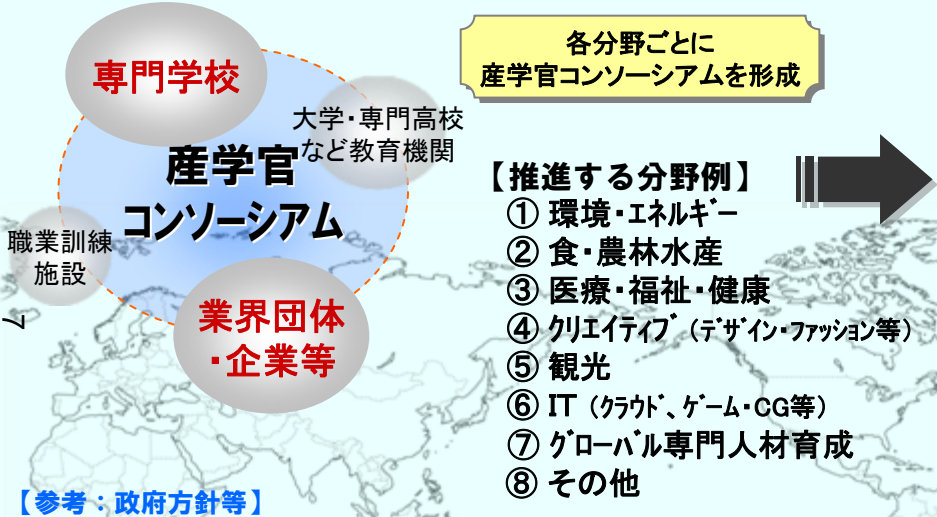 専門学校
大学・専門高校
など教育機関
産学官
コンソーシアム
職業訓練
施設
業界団体
・企業等
7
【参考：政府方針等】
各分野ごとに
産学官コンソーシアムを形成
【推進する分野例】
① 環境・ｴﾈﾙｷﾞｰ
② 食・農林水産
③ 医療・福祉・健康
④ ｸﾘｴｲﾃｨﾌﾞ（ﾃﾞｻﾞｲﾝ・ﾌｧｯｼｮﾝ等）
⑤ 観光
⑥ IT（ｸﾗｳﾄﾞ、ｹﾞｰﾑ・CG等）
⑦ ｸﾞﾛｰﾊﾞﾙ専門人材育成
⑧ その他